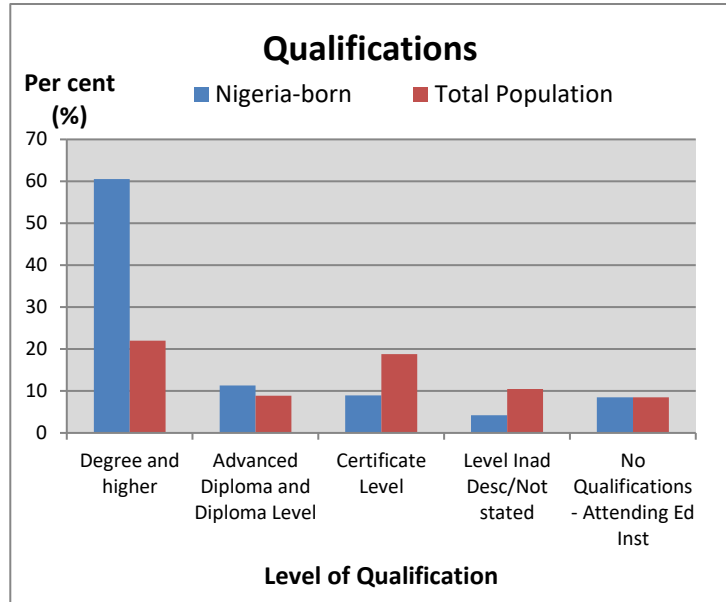 Qualifications
Per cent
(%)
Nigeria-born
Total Population
70
60
50
40
30
20
10
0
Degree and
higher
Advanced
Diploma and
Diploma Level
Certificate
Level
Level Inad
Desc/Not
stated
No
Qualifications
- Attending Ed
Inst
Level of Qualification